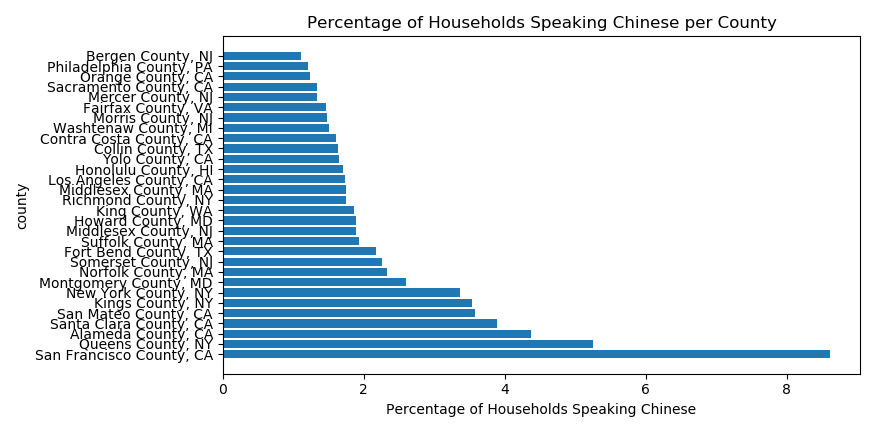 Percentage of Households Speaking Chinese per County
county
Bergen County, NJ
Philadelphia County, PA
Orange County, CA
Sacramento County, CA
Mercer County, NJ
Fairfax County, VA
Morris County, NJ
Washtenaw County, MI
Contra Costa County, CA
Collin County, TX
Yolo County, CA
Honolulu County, HI
Los Angeles County, CA
Middlesex County, MA
Richmond County, NY
King County, WA
Howard County, MD
Middlesex County, NJ
Suffolk County, MA
Fort Bend County, TX
Somerset County, NJ
Norfolk County, MA
Montgomery County, MD
New York County, NY
Kings County, NY
San Mateo County, CA
Santa Clara County, CA
Alameda County, CA
Queens County, NY
San Francisco County, CA
0 2 4 6 8
Percentage of Households Speaking Chinese